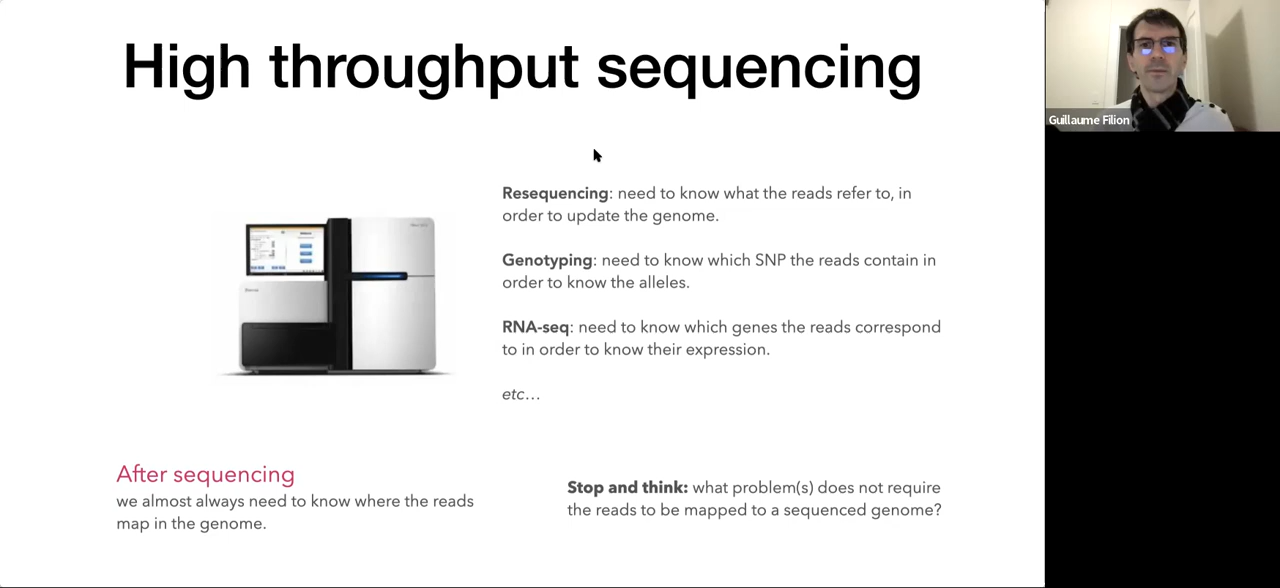 High throughput sequencing
Guillaume Filion
Resequencing: need to know what the reads refer to, in
order to update the genome.
Genotyping: need to know which SNP the reads contain in
order to know the alleles.
RNA-seq: need to know which genes the reads correspond
to in order to know their expression.
etc…
After sequencing
we almost always need to know where the reads
map in the genome.
Stop and think: what problem(s) does not require
the reads to be mapped to a sequenced genome?